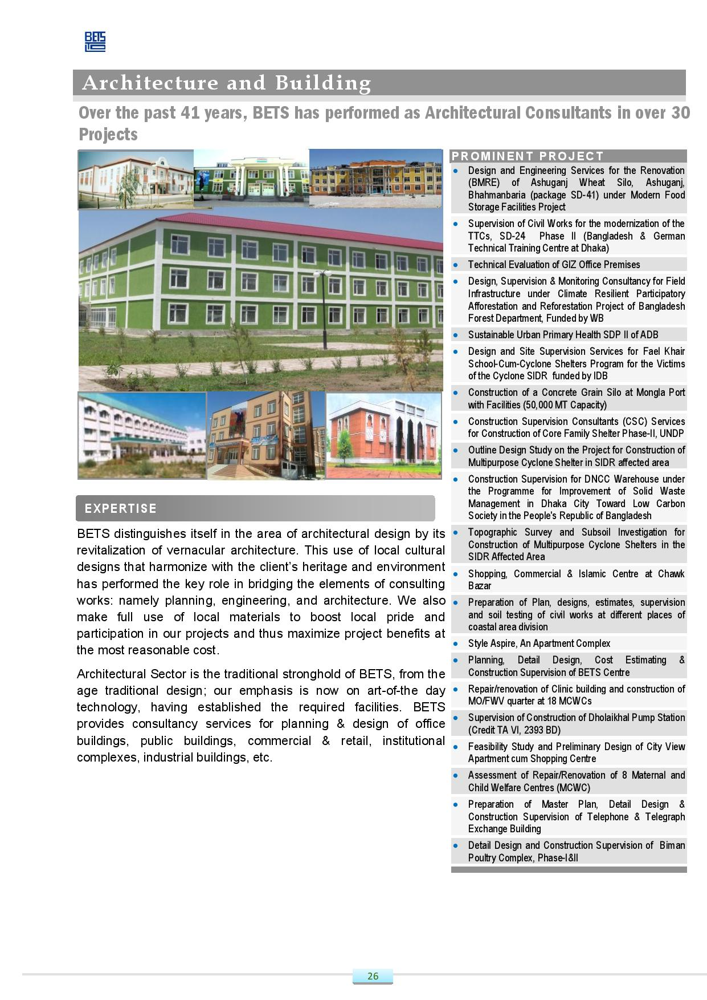 BETS
LTD
Architecture and Building
Over the past 41 years, BETS has performed as Architectural Consultants in over 30
Projects
EXPERTISE
BETS distinguishes itself in the area of architectural design by its
revitalization of vernacular architecture. This use of local cultural
designs that harmonize with the client's heritage and environment
has performed the key role in bridging the elements of consulting
works: namely planning, engineering, and architecture. We also
make full use of local materials to boost local pride and
participation in our projects and thus maximize project benefits at
the most reasonable cost.
Architectural Sector is the traditional stronghold of BETS, from the
age traditional design; our emphasis is now on art-of-the day
technology, having established the required facilities. BETS
provides consultancy services for planning & design of office
buildings, public buildings, commercial & retail, institutional
complexes, industrial buildings, etc.
PROMINENT PROJECT
• Design and Engineering Services for the Renovation
(BMRE) of Ashuganj Wheat Silo, Ashuganj,
Bhahmanbaria (package SD-41) under Modern Food
Storage Facilities Project
• Supervision of Civil Works for the modernization of the
TTCs, SD-24 Phase II (Bangladesh & German
Technical Training Centre at Dhaka)
• Technical Evaluation of GIZ Office Premises
• Design, Supervision & Monitoring Consultancy for Field
Infrastructure under Climate Resilient Participatory
Afforestation and Reforestation Project of Bangladesh
Forest Department, Funded by WB
• Sustainable Urban Primary Health SDP II of ADB
• Design and Site Supervision Services for Fael Khair
School-Cum-Cyclone Shelters Program for the Victims
of the Cyclone SIDR funded by IDB
• Construction of a Concrete Grain Silo at Mongla Port
with Facilities (50,000 MT Capacity)
• Construction Supervision Consultants (CSC) Services
for Construction of Core Family Shelter Phase-II, UNDP
• Outline Design Study on the Project for Construction of
Multipurpose Cyclone Shelter in SIDR affected area
• Construction Supervision for DNCC Warehouse under
the Programme for Improvement of Solid Waste
Management in Dhaka City Toward Low Carbon
Society in the People's Republic of Bangladesh
• Topographic Survey and Subsoil Investigation for
Construction of Multipurpose Cyclone Shelters in the
SIDR Affected Area
• Shopping, Commercial & Islamic Centre at Chawk
Bazar
• Preparation of Plan, designs, estimates, supervision
and soil testing of civil works at different places of
coastal area division
• Style Aspire, An Apartment Complex
• Planning, Detail Design, Cost Estimating &
Construction Supervision of BETS Centre
• Repair/renovation of Clinic building and construction of
MO/FWV quarter at 18 MCWCs
• Supervision of Construction of Dholaikhal Pump Station
(Credit TA VI, 2393 BD)
• Feasibility Study and Preliminary Design of City View
Apartment cum Shopping Centre
• Assessment of Repair/Renovation of 8 Maternal and
Child Welfare Centres (MCWC)
• Preparation of Master Plan, Detail Design &
Construction Supervision of Telephone & Telegraph
Exchange Building
• Detail Design and Construction Supervision of Biman
Poultry Complex, Phase-I&II
26